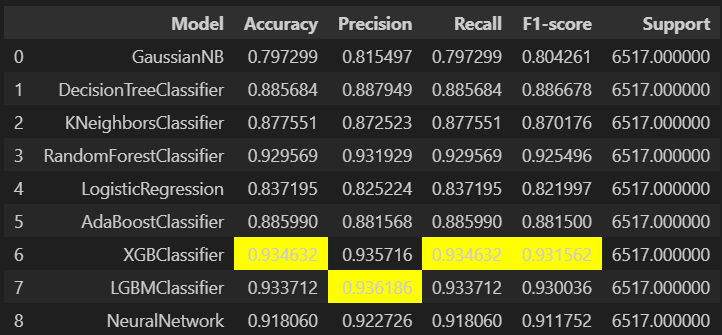 Model Accuracy Precision Recall F1-score Support
0 GaussianNB 0.797299 0.815497 0.797299 0.804261 6517.000000
1 DecisionTreeClassifier 0.885684 0.887949 0.885684 0.886678 6517.000000
2 KNeighborsClassifier 0.877551 0.872523 0.877551 0.870176 6517.000000
3 RandomForestClassifier 0.929569 0.931929 0.929569 0.925496 6517.000000
4 LogisticRegression 0.837195 0.825224 0.837195 0.821997 6517.000000
5 AdaBoostClassifier 0.885990 0.881568 0.885990 0.881500 6517.000000
6 XGBClassifier 0.934632 0.935716 0.934632 0.931562 6517.000000
7 LGBMClassifier 0.933712 0.936186 0.933712 0.930036 6517.000000
8 NeuralNetwork 0.918060 0.922726 0.918060 0.911752 6517.000000